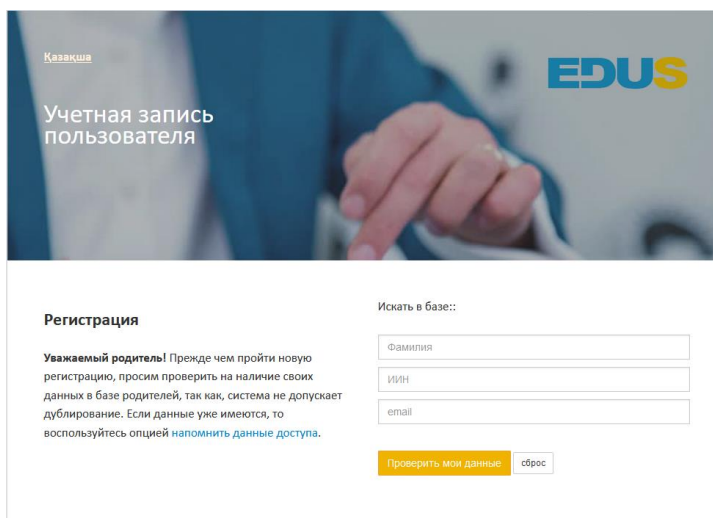 Қазақша
EDUS
Учетная запись
пользователя
Регистрация
Уважаемый родитель! Прежде чем пройти новую
регистрацию, просим проверить на наличие своих
данных в базе родителей, так как, система не допускает
дублирование. Если данные уже имеются, то
воспользуйтесь опцией напомнить данные доступа.
Искать в базе::
Фамилия
ИИН
email
Проверить мои данные
сброс